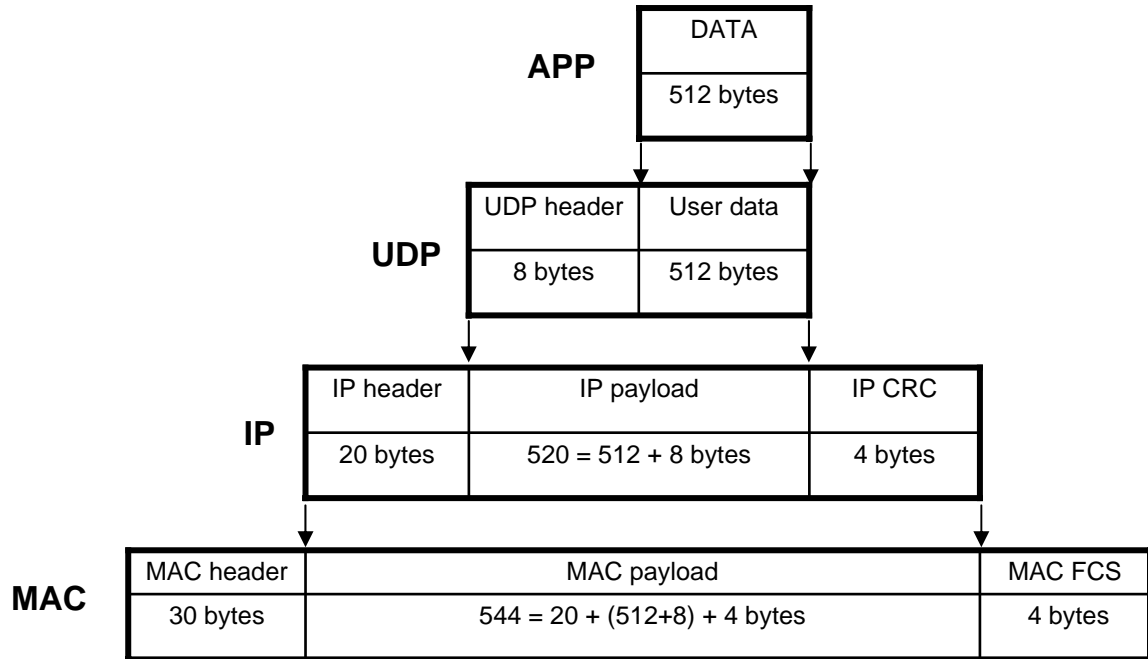 DATA
APP
512 bytes
UDP header User data
UDP
8 bytes 512 bytes
IP header IP payload IP CRC
IP
20 bytes 520 = 512 + 8 bytes 4 bytes
MAC header MAC payload MAC FCS
MAC
30 bytes 544 = 20 + (512+8) + 4 bytes 4 bytes